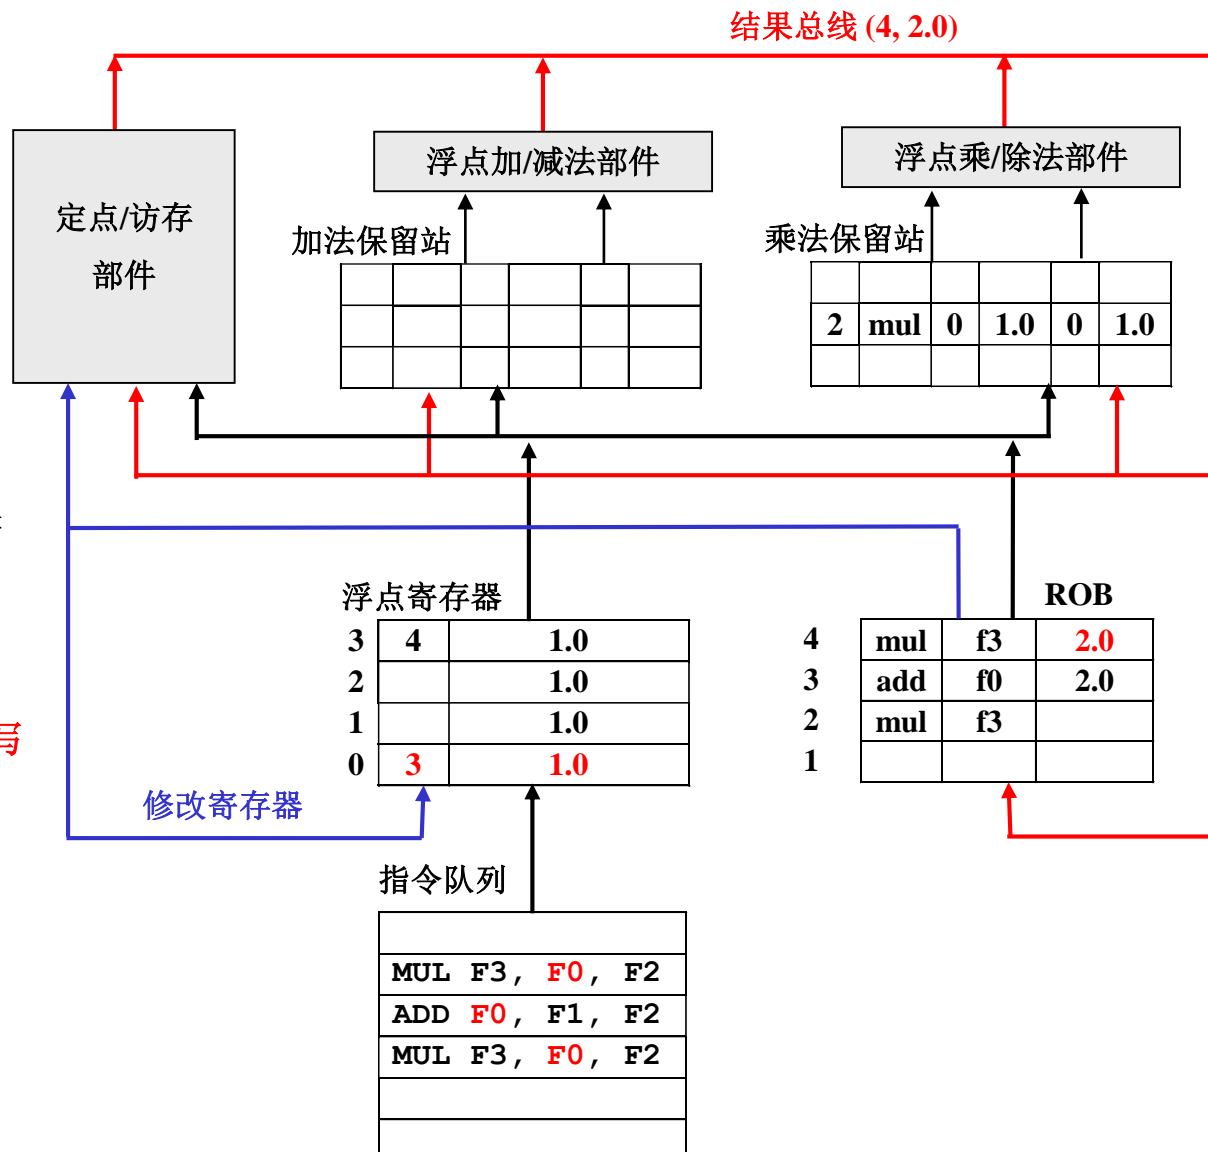 结果总线 (4, 2.0)
定点/访存
部件
浮点加/减法部件
浮点乘/除法部件
加法保留站
乘法保留站
2 mul 0 1.0 0 1.0
浮点寄存器
3 4 1.0
2 1.0
1 1.0
0 3 1.0
ROB
4 mul f3 2.0
3 add f0 2.0
2 mul f3
1
写
修改寄存器
指令队列
MUL F3, F0, F2
ADD F0, F1, F2
MUL F3, F0, F2